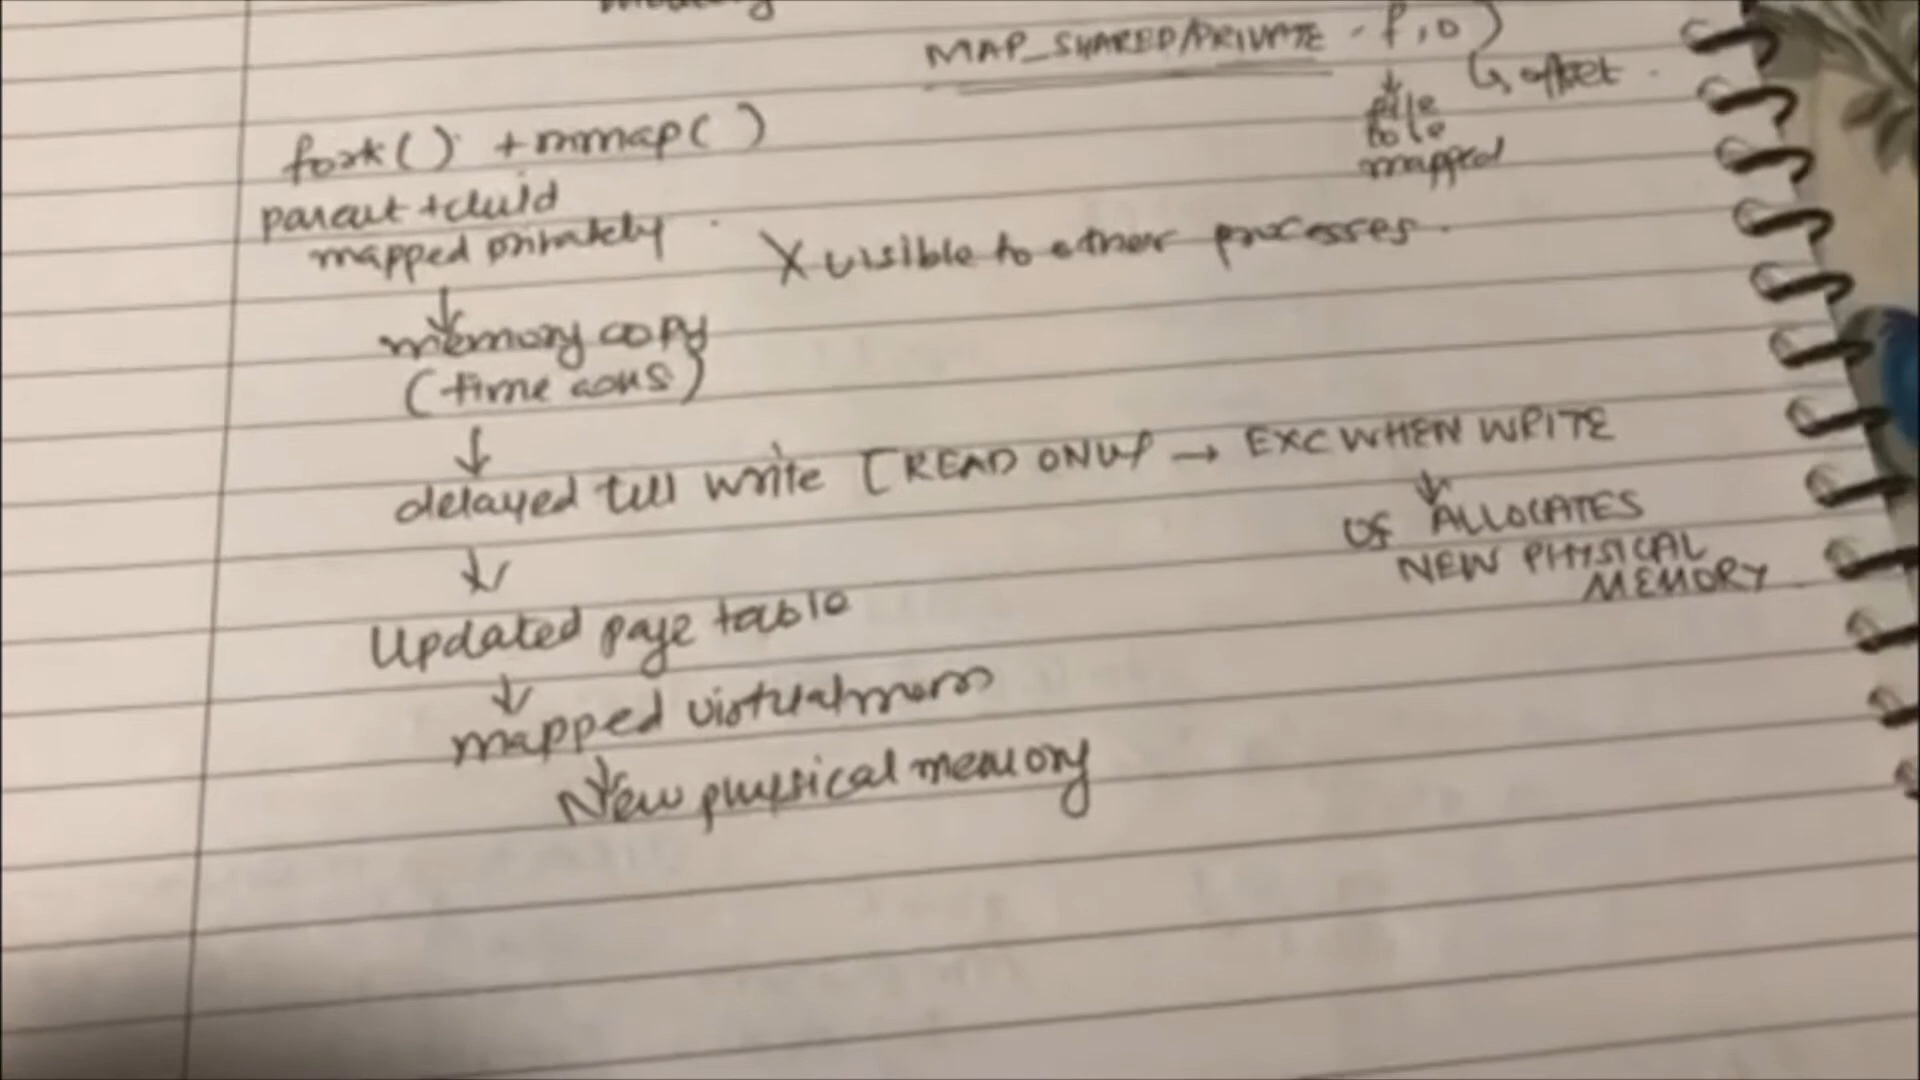 MAP_SHARED/PRIVATE - f, 0 )
↳ offset.
↓
file
to be
mapped
fork() + mmap( )
parent + child
mapped privately
X visible to other processes.
↓
memory copy
(time cons)
↓
delayed till write [READ ONLY → EXC WHEN WRITE
↓
OS ALLOCATES
NEW PHYSICAL
MEMORY
↓
Updated page table
↓
mapped virtual mem
↓
New physical memory